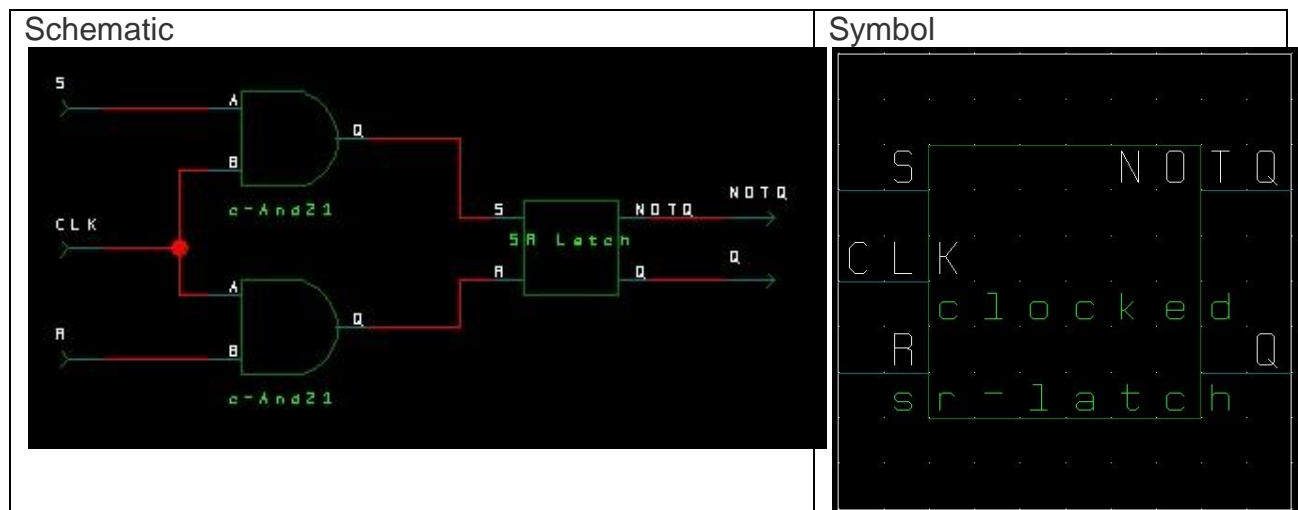 Schematic
Symbol
S
A
Q
B
c-And21
CLK
S
NOTQ
NOTQ
SR Latch
R
Q
Q
A
Q
R
B
c-And21
S
NOTQ
CLK
clocked
R
Q
sr-latch